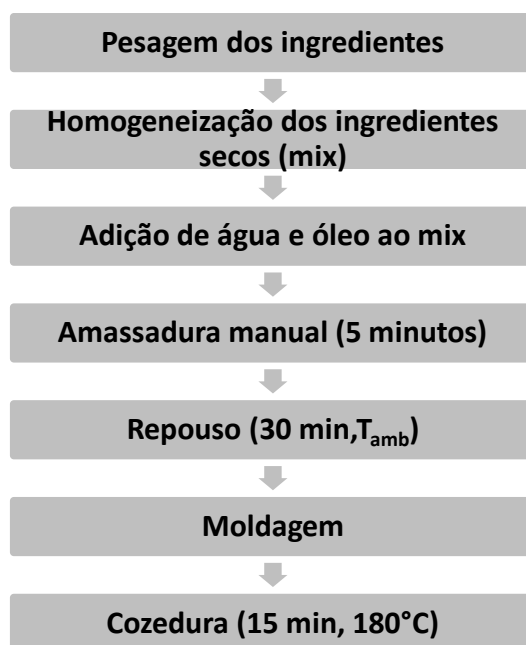 Pesagem dos ingredientes
Homogeneização dos ingredientes
secos (mix)
Adição de água e óleo ao mix
Amassadura manual (5 minutos)
Repouso (30 min,Tamb)
Moldagem
Cozedura (15 min, 180°C)